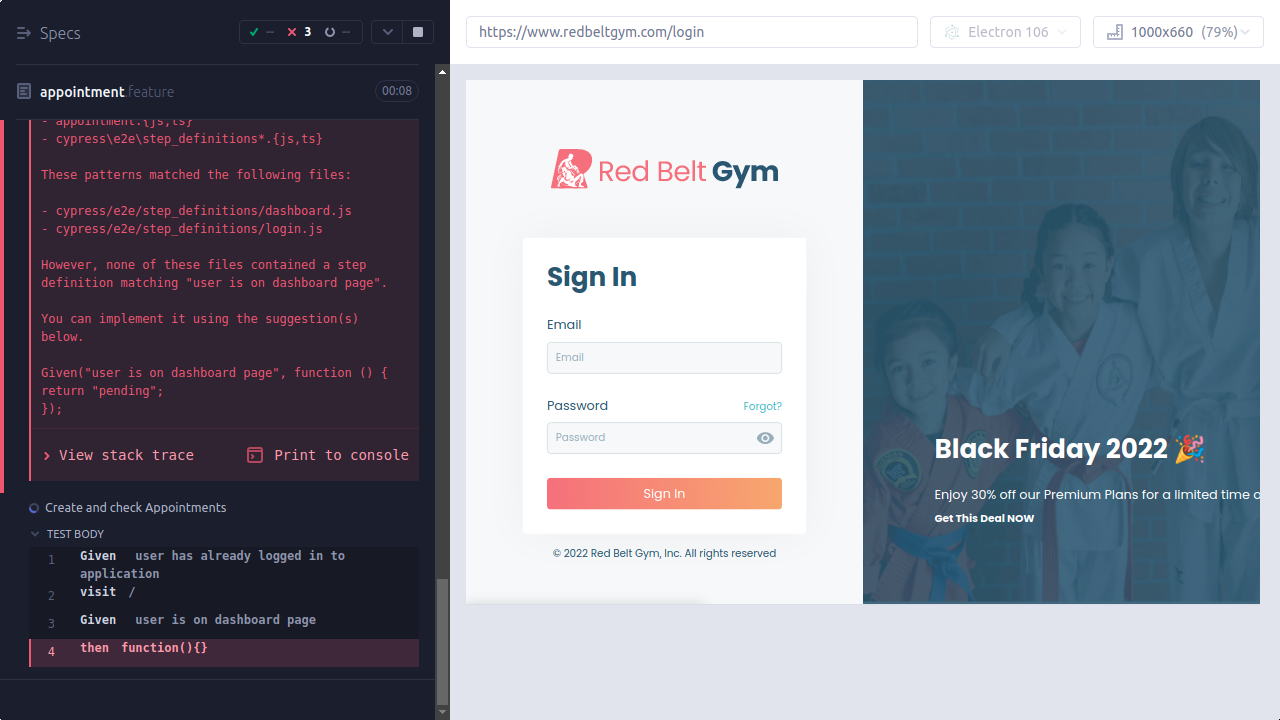 Specs
--
3
--
https://www.redbeltgym.com/login
Electron 106
1000x660 (79%)
appointment.feature
00:08
- appointment.{js,ts}
- cypress\e2e\step_definitions*.{js,ts}
These patterns matched the following files:
- cypress/e2e/step_definitions/dashboard.js
- cypress/e2e/step_definitions/login.js
However, none of these files contained a step
definition matching "user is on dashboard page".
You can implement it using the suggestion(s)
below.
Given("user is on dashboard page", function () {
return "pending";
});
View stack trace
Print to console
Create and check Appointments
TEST BODY
1 Given user has already logged in to
application
2 visit /
3 Given user is on dashboard page
4 then function(){}
Red Belt Gym
Sign In
Email
Email
Password
Forgot?
Password
Sign In
© 2022 Red Belt Gym, Inc. All rights reserved
Black Friday 2022 🎉
Enjoy 30% off our Premium Plans for a limited time o
Get This Deal NOW